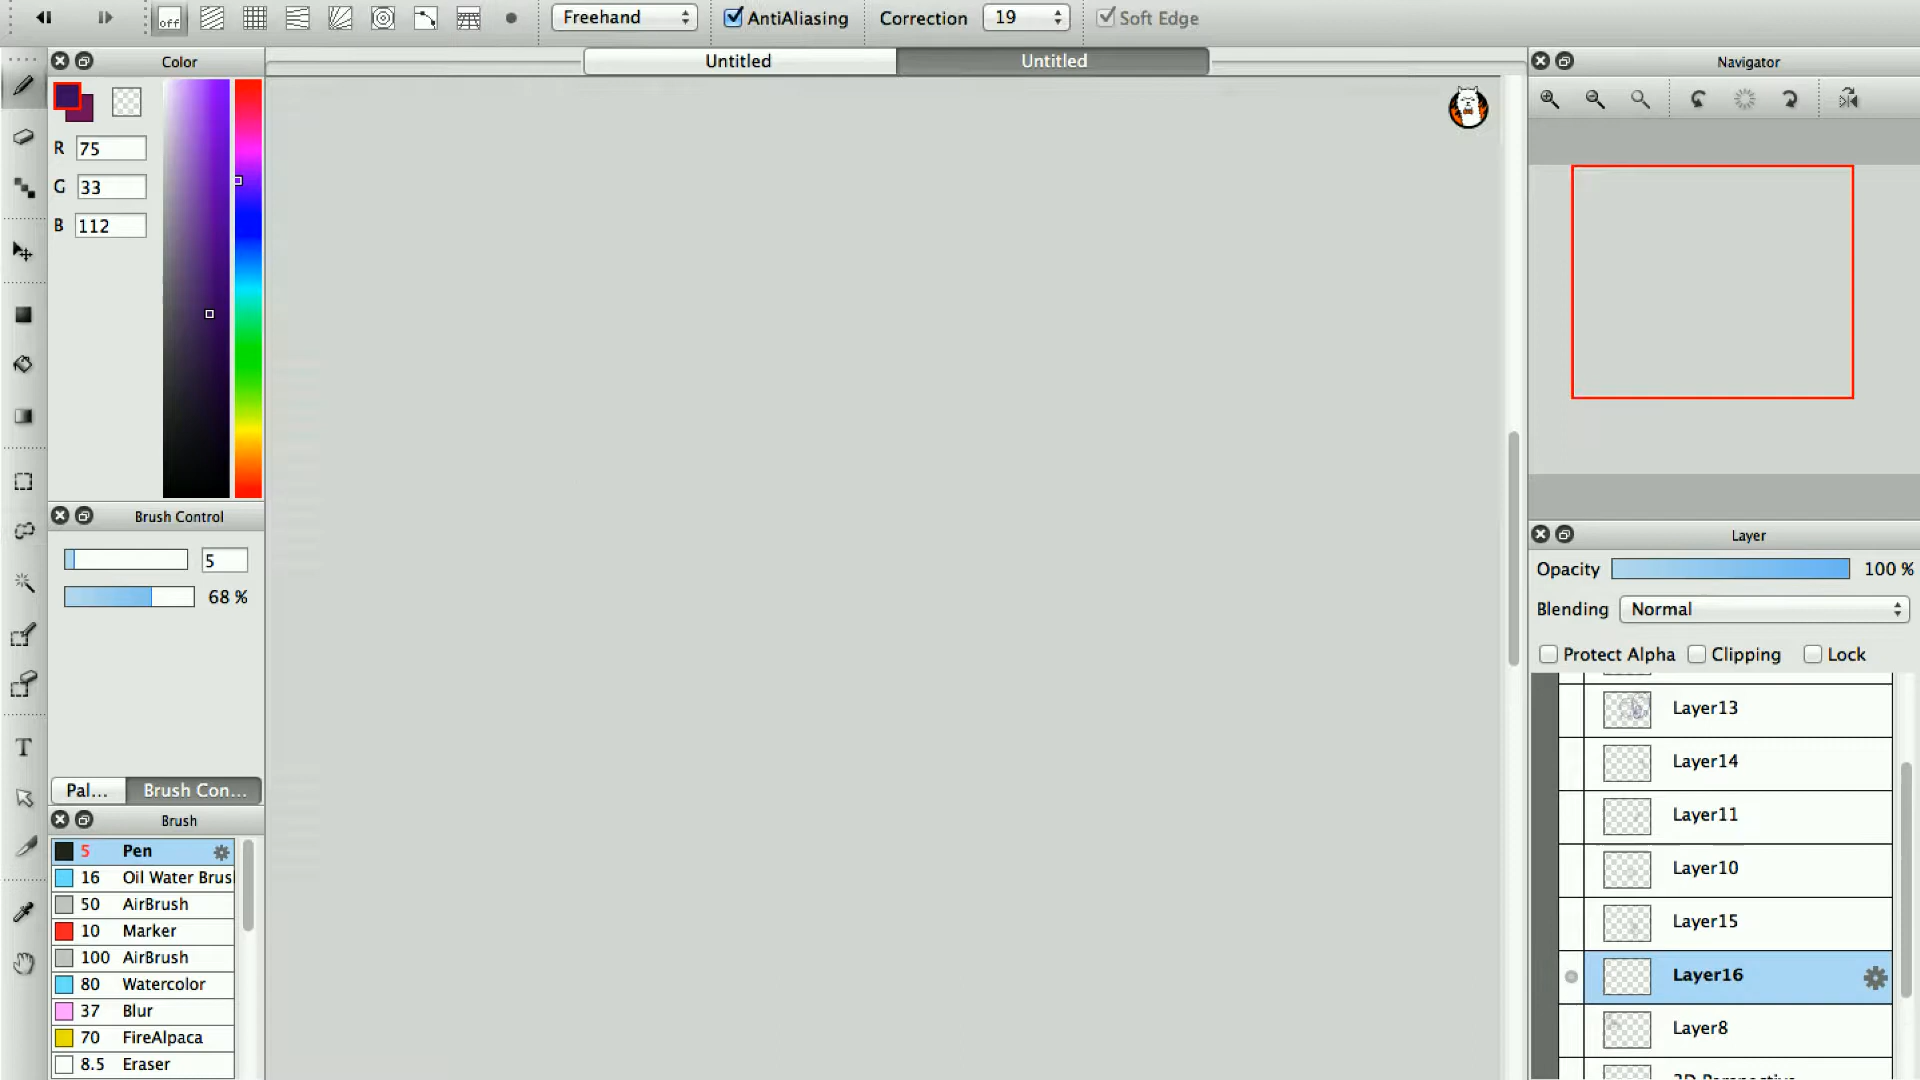 off
Freehand
AntiAliasing
Correction
19
Soft Edge
Color
Untitled
Untitled
Navigator
R 75
G 33
B 112
Brush Control
5
68 %
Pal...
Brush Con...
Brush
5 Pen
16 Oil Water Brus
50 AirBrush
10 Marker
100 AirBrush
80 Watercolor
37 Blur
70 FireAlpaca
8.5 Eraser
T
Layer
Opacity
100 %
Blending
Normal
Protect Alpha
Clipping
Lock
Layer13
Layer14
Layer11
Layer10
Layer15
Layer16
Layer8
3D Perspective